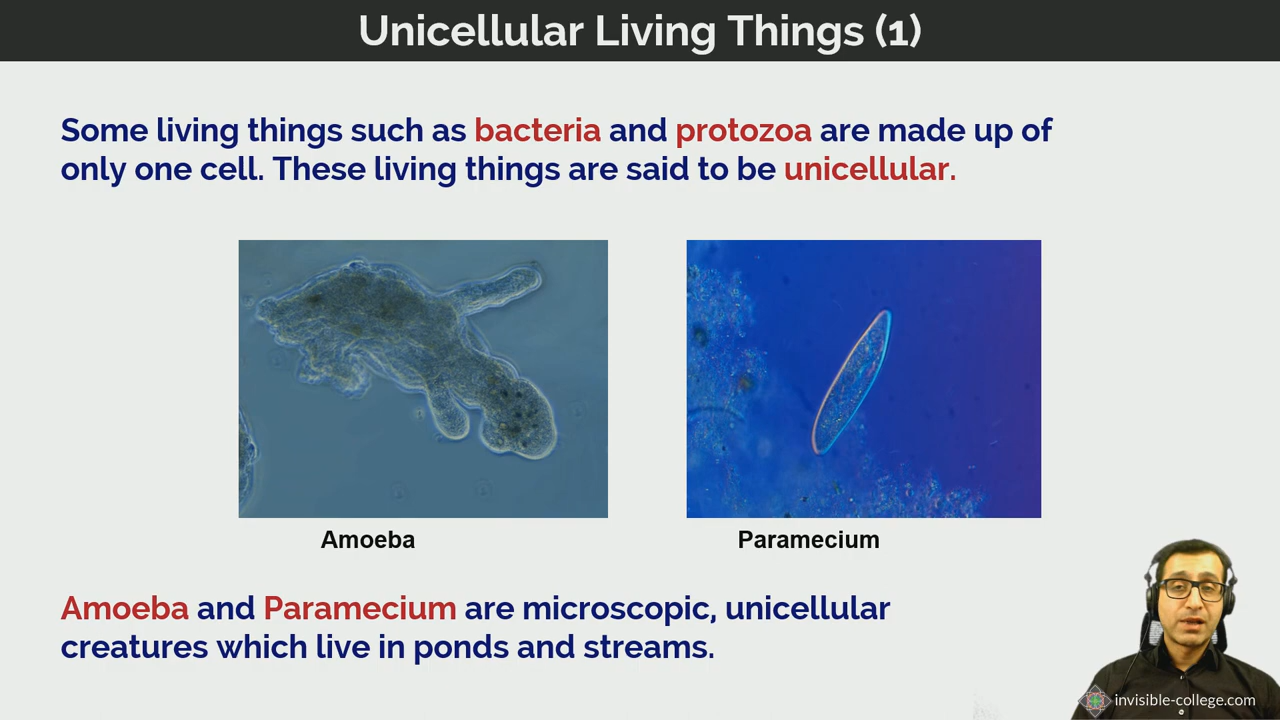 Unicellular Living Things (1)
Some living things such as bacteria and protozoa are made up of
only one cell. These living things are said to be unicellular.
Amoeba
Paramecium
Amoeba and Paramecium are microscopic, unicellular
creatures which live in ponds and streams.
invisible-college.com